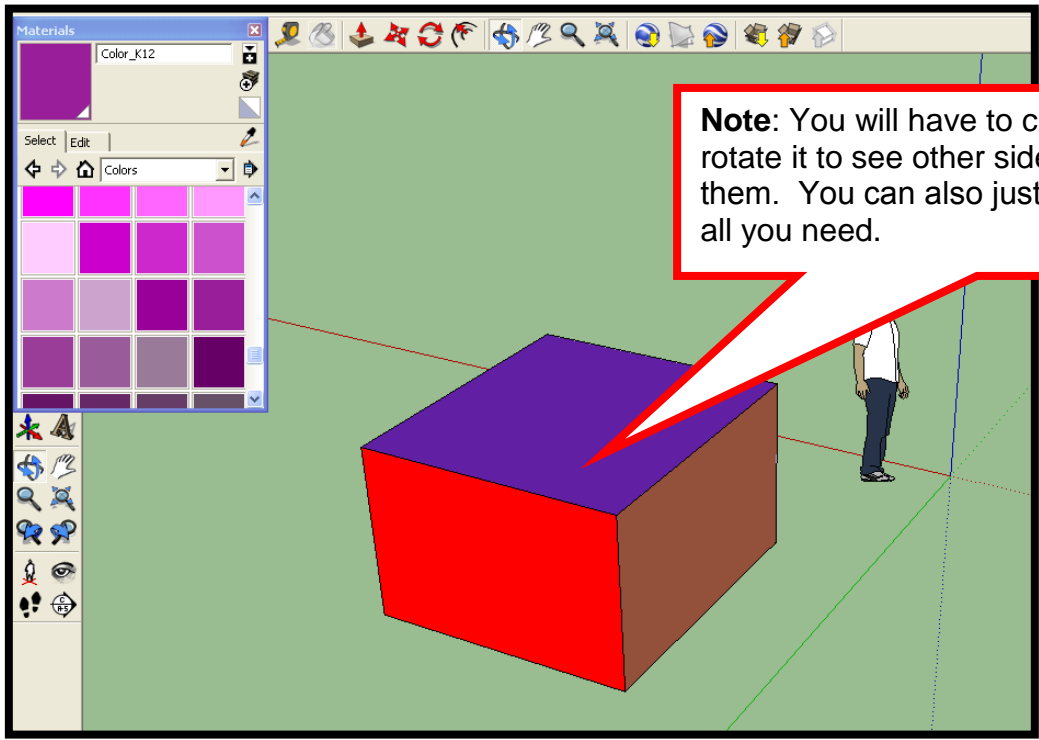 Materials
Color_K12
Select Edit
Colors
Note: You will have to c
rotate it to see other side
them. You can also just
all you need.